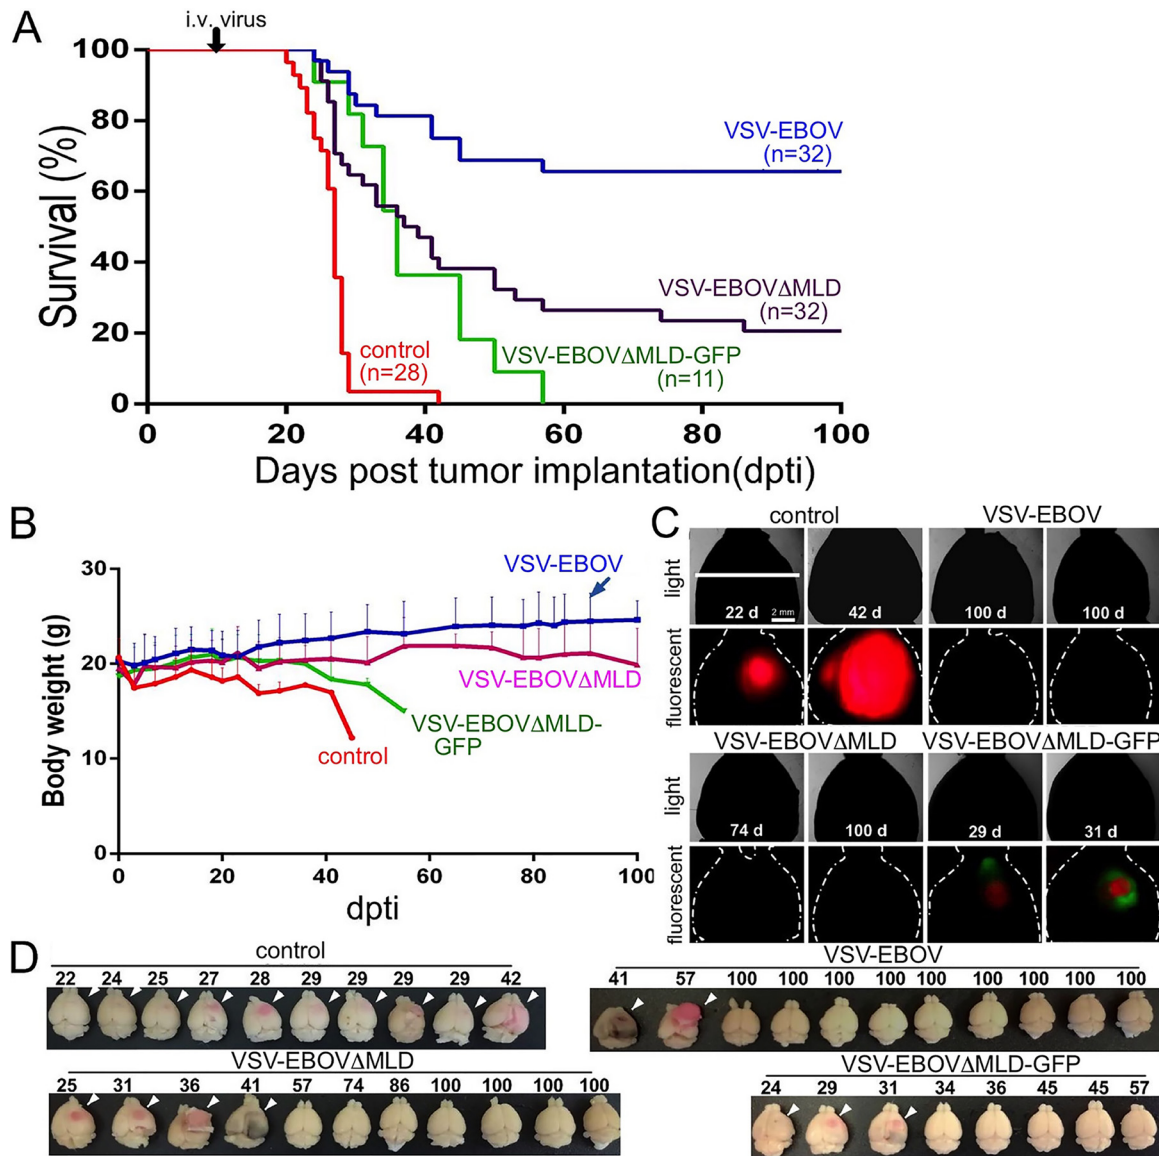 A
i.v. virus
100
80
60
40
20
0
Survival (%)
VSV-EBOV
(n=32)
VSV-EBOVΔMLD
(n=32)
control
(n=28)
VSV-EBOVΔMLD-GFP
(n=11)
0 20 40 60 80 100
Days post tumor implantation(dpti)
B
30
20
10
0
Body weight (g)
VSV-EBOV
VSV-EBOVΔMLD
VSV-EBOVΔMLD-
GFP
control
0 20 40 60 80 100
dpti
C
control VSV-EBOV
light
22 d 2 mm 42 d 100 d 100 d
fluorescent
VSV-EBOVΔMLD VSV-EBOVΔMLD-GFP
light
74 d 100 d 29 d 31 d
fluorescent
D
control
22 24 25 27 28 29 29 29 29 42
VSV-EBOV
41 57 100 100 100 100 100 100 100 100
VSV-EBOVΔMLD
25 31 36 41 57 74 86 100 100 100 100
VSV-EBOVΔMLD-GFP
24 29 31 34 36 45 45 57